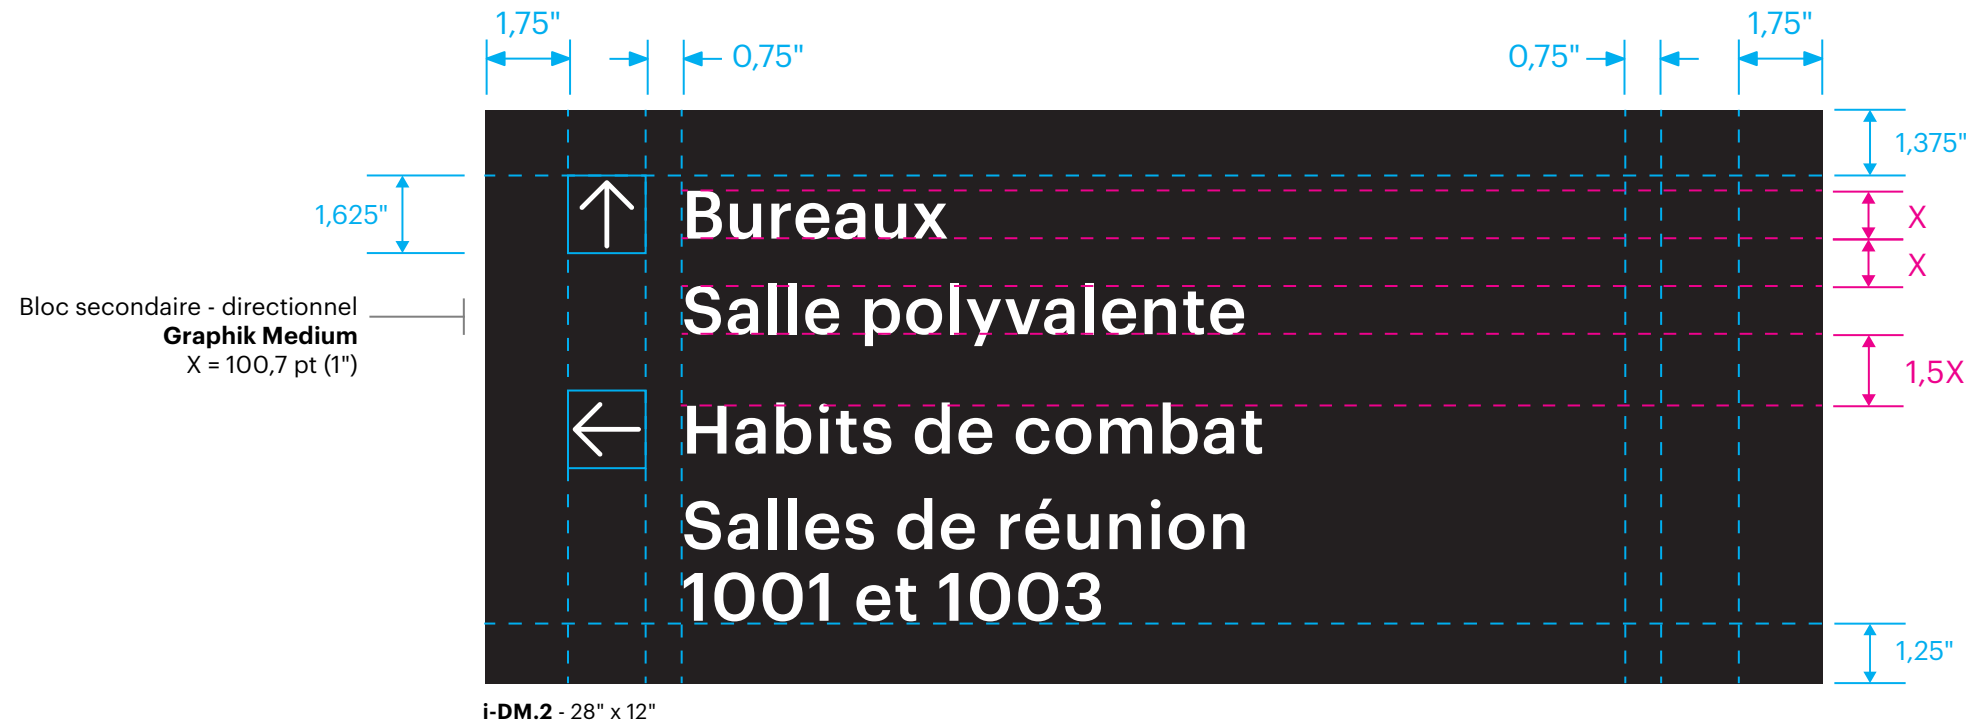 1,75"
0,75"
0,75"
1,75"
1,375"
1,625"
Bureaux
X
X
Salle polyvalente
Bloc secondaire - directionnel
Graphik Medium
X = 100,7 pt (1")
1,5X
Habits de combat
Salles de réunion
1001 et 1003
1,25"
i-DM.2 - 28" x 12"